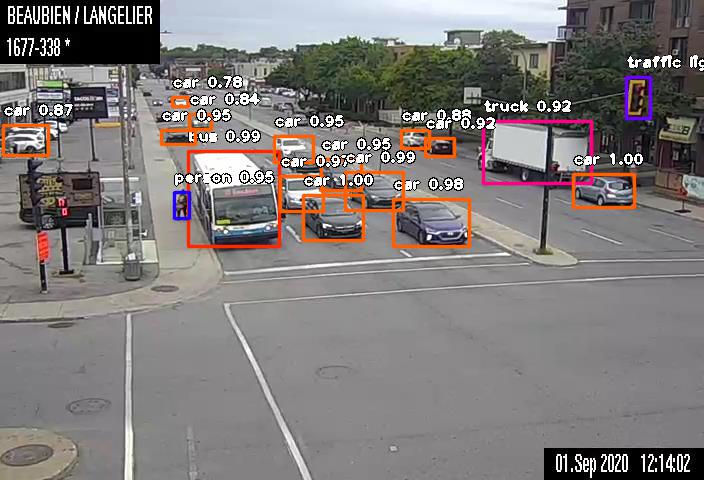 BEAUBIEN / LANGELIER
1677-338 *
car 0.78
car 0.84
car 0.87
car 0.95
bus 0.99
car 0.95
car 0.88
car 0.92
truck 0.92
traffic lig
car 0.95
car 0.97
car 0.99
car 1.00
person 0.95
car 1.00
car 0.98
01.Sep 2020 12:14:02